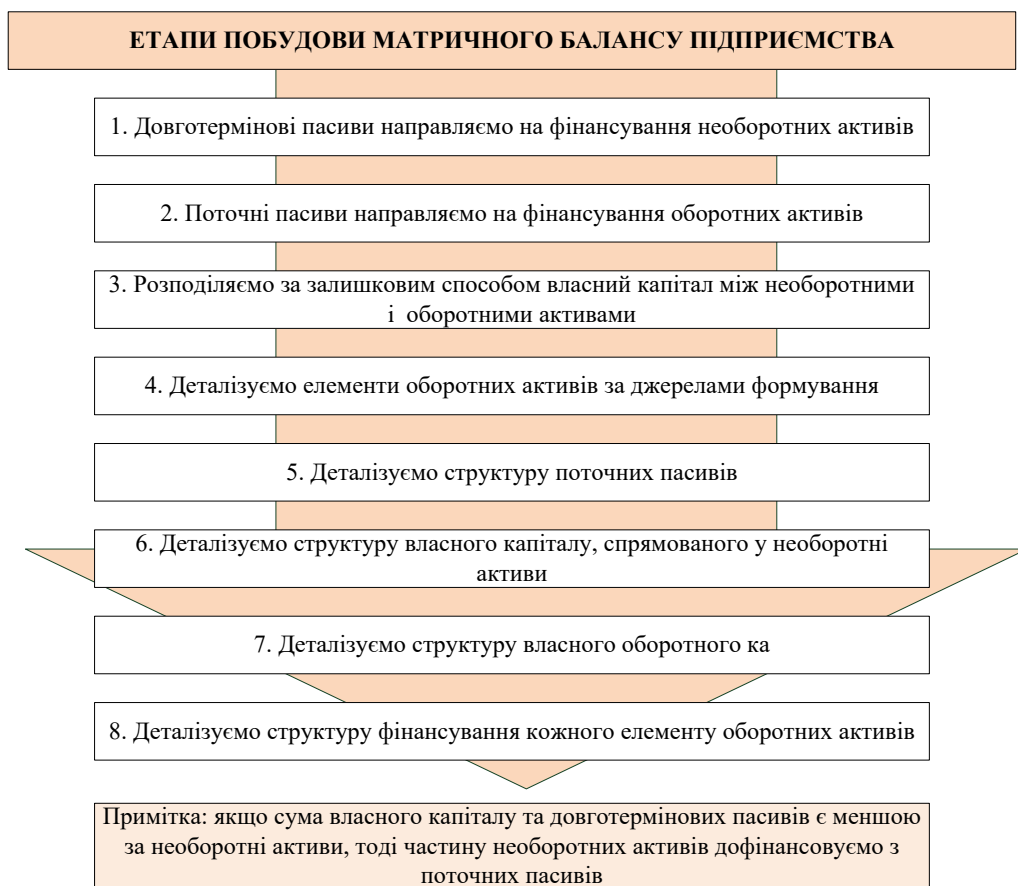 ЕТАПИ ПОБУДОВИ МАТРИЧНОГО БАЛАНСУ ПІДПРИЄМСТВА
1. Довготермінові пасиви направляємо на фінансування необоротних активів
2. Поточні пасиви направляємо на фінансування оборотних активів
3. Розподіляємо за залишковим способом власний капітал між необоротними
і оборотними активами
4. Деталізуємо елементи оборотних активів за джерелами формування
5. Деталізуємо структуру поточних пасивів
6. Деталізуємо структуру власного капіталу, спрямованого у необоротні
активи
7. Деталізуємо структуру власного оборотного ка
8. Деталізуємо структуру фінансування кожного елементу оборотних активів
Примітка: якщо сума власного капіталу та довготермінових пасивів є меншою
за необоротні активи, тоді частину необоротних активів дофінансовуємо з
поточних пасивів